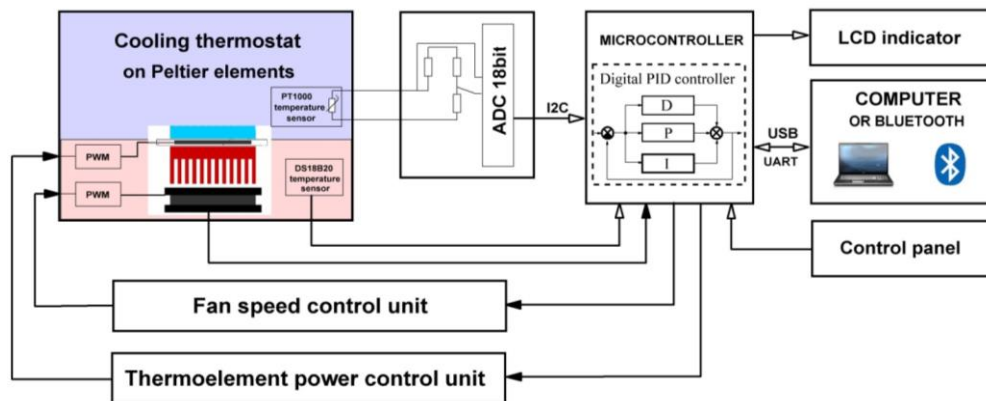 Cooling thermostat
on Peltier elements
PT1000
temperature
sensor
PWM
PWM
DS18B20
temperature
sensor
ADC 18bit
I2C
MICROCONTROLLER
Digital PID controller
D
P
I
USB
UART
LCD indicator
COMPUTER
OR BLUETOOTH
Control panel
Fan speed control unit
Thermoelement power control unit